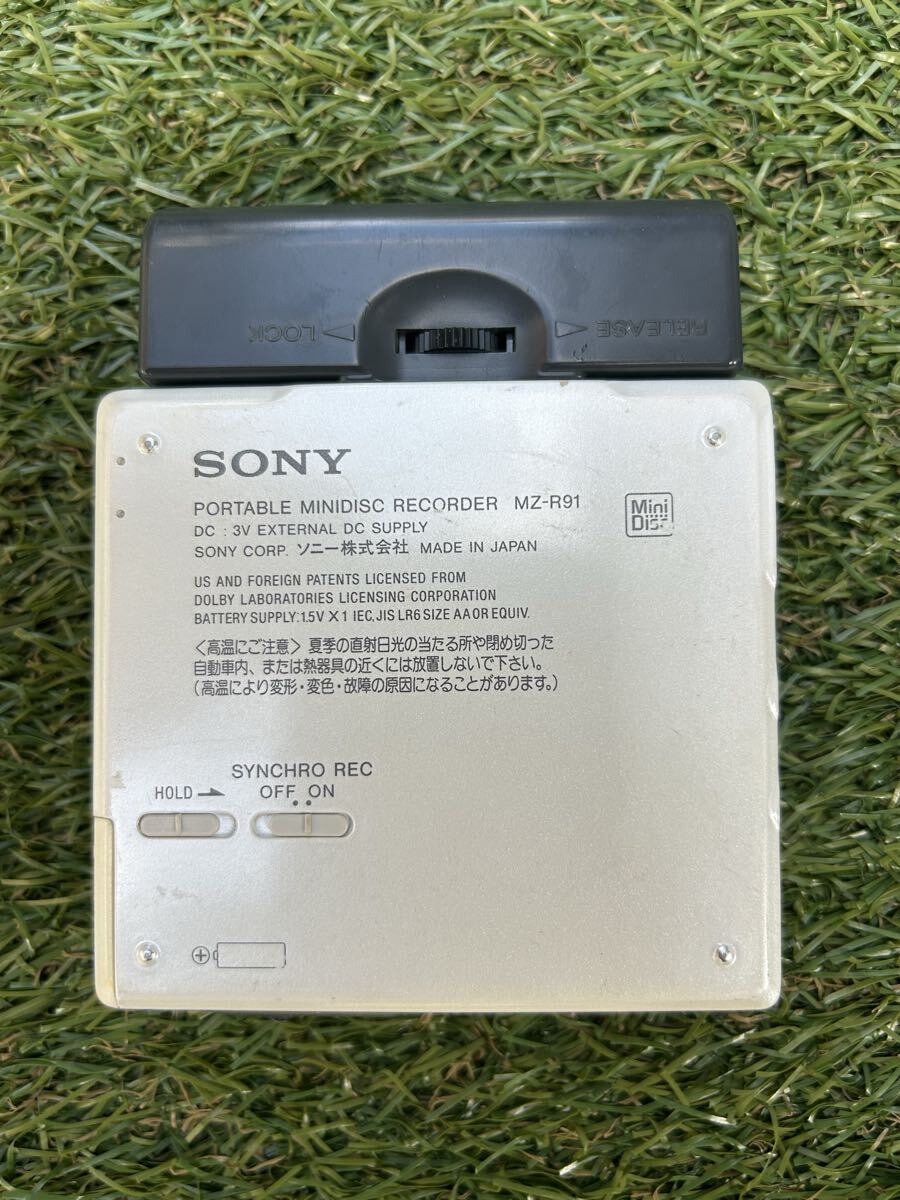 LOCK
RELEASE
SONY
PORTABLE MINIDISC RECORDER MZ-R91
DC : 3V EXTERNAL DC SUPPLY
SONY CORP. ソニー株式会社 MADE IN JAPAN
Mini
Disc
US AND FOREIGN PATENTS LICENSED FROM
DOLBY LABORATORIES LICENSING CORPORATION
BATTERY SUPPLY:1.5V X 1 IEC, JIS LR6 SIZE AA OR EQUIV.
〈高温にご注意〉夏季の直射日光の当たる所や閉め切った
自動車内、または熱器具の近くには放置しないで下さい。
(高温により変形・変色・故障の原因になることがあります。)
SYNCHRO REC
HOLD
OFF ON